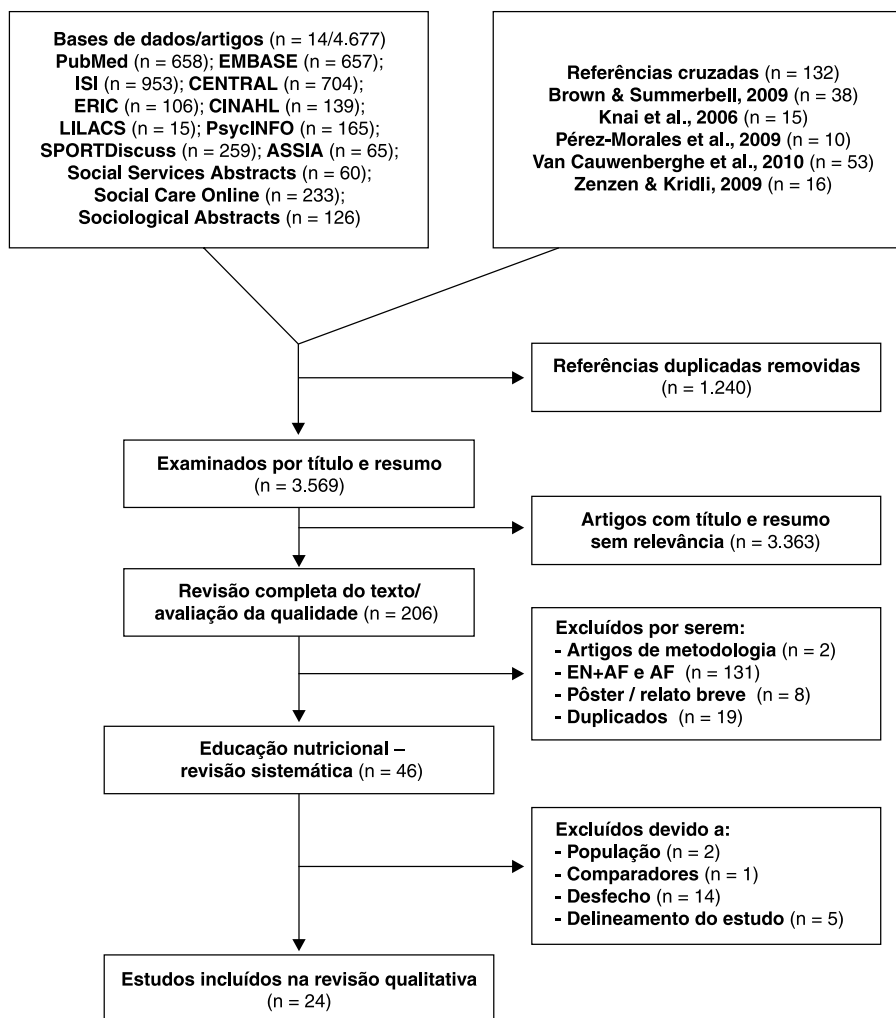 Bases de dados/artigos (n = 14/4.677)
PubMed (n = 658); EMBASE (n = 657);
ISI (n = 953); CENTRAL (n = 704);
ERIC (n = 106); CINAHL (n = 139);
LILACS (n = 15); PsycINFO (n = 165);
SPORTDiscuss (n = 259); ASSIA (n = 65);
Social Services Abstracts (n = 60);
Social Care Online (n = 233);
Sociological Abstracts (n = 126)
Referências cruzadas (n = 132)
Brown & Summerbell, 2009 (n = 38)
Knai et al., 2006 (n = 15)
Pérez-Morales et al., 2009 (n = 10)
Van Cauwenberghe et al., 2010 (n = 53)
Zenzen & Kridli, 2009 (n = 16)
Referências duplicadas removidas
(n = 1.240)
Examinados por título e resumo
(n = 3.569)
Artigos com título e resumo
sem relevância (n = 3.363)
Revisão completa do texto/
avaliação da qualidade (n = 206)
Excluídos por serem:
- Artigos de metodologia (n = 2)
- EN+AF e AF (n = 131)
- Pôster / relato breve (n = 8)
- Duplicados (n = 19)
Educação nutricional –
revisão sistemática (n = 46)
Excluídos devido a:
- População (n = 2)
- Comparadores (n = 1)
- Desfecho (n = 14)
- Delineamento do estudo (n = 5)
Estudos incluídos na revisão qualitativa
(n = 24)